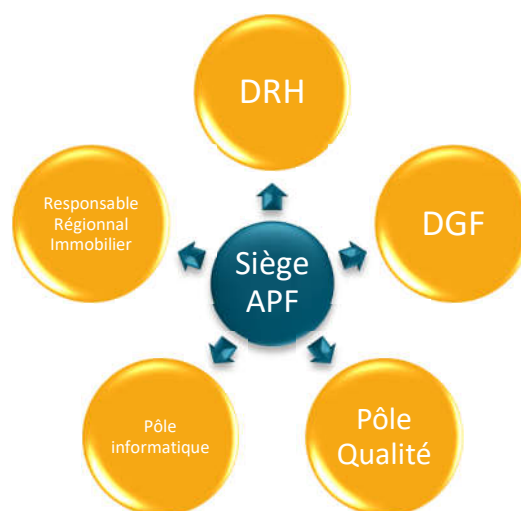 DRH
Responsable
Régionnal
Immobilier
DGF
Siège
APF
Pôle
informatique
Pôle
Qualité